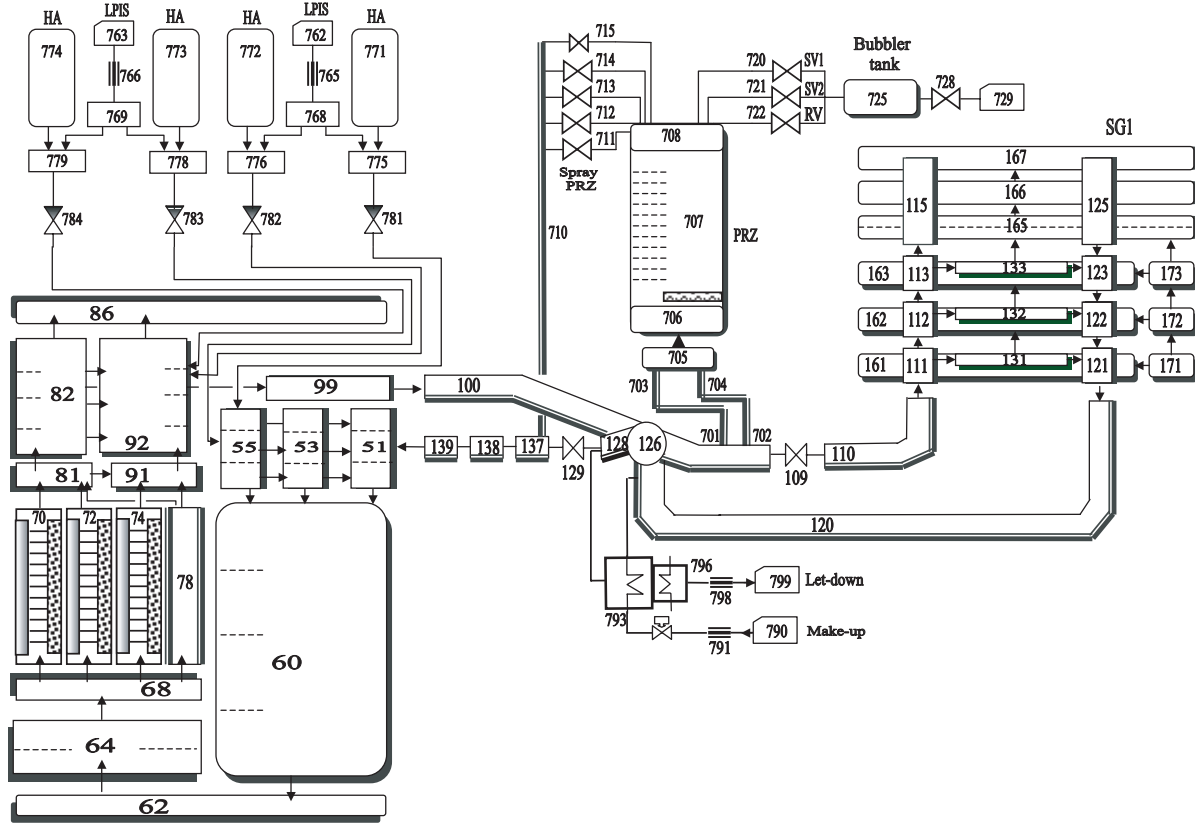 HA LPIS HA HA LPIS HA
774 763 773 772 762 771
766 765
769 768
779 778 776 775
784 783 782 781
715
714
713
712
711
Spray
PRZ
710
708
707
706
PRZ
705
703 704
701 702
720 SV1
721 SV2
722 RV
Bubbler
tank
725 728 729
SG1
167
166
165
115 125
163 113 133 123 173
162 112 132 122 172
161 111 131 121 171
86
82 92
99 100
55 53 51
139 138 137 129 128 126 109 110
120
81 91
70 72 74 78
60
68
64
62
793 796 798 799 Let-down
791 790 Make-up